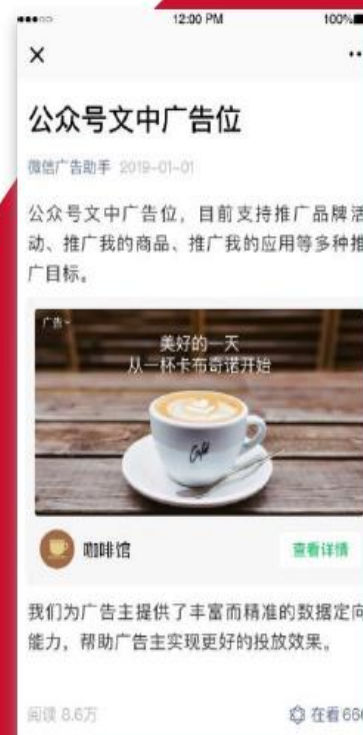 12:00 PM
100%
公众号文中广告位
微信广告助手 2019-01-01
公众号文中广告位，目前支持推广品牌活
动、推广我的商品、推广我的应用等多种推
广目标。
广告
美好的一天
从一杯卡布奇诺开始
Café
咖啡馆
查看详情
我们为广告主提供了丰富而精准的数据定向
能力，帮助广告主实现更好的投放效果。
阅读 8.6万
在看 666